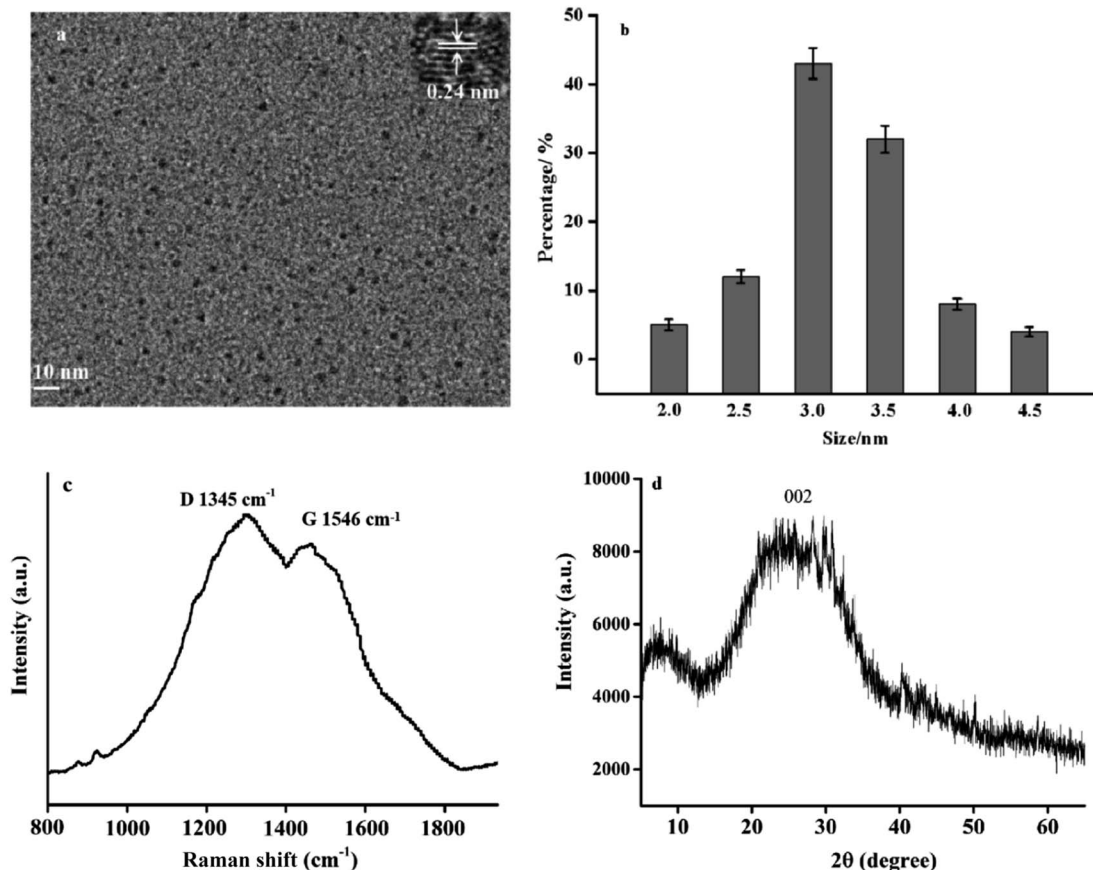 a
0.24 nm
10 nm
b
Percentage/ %
50
40
30
20
10
0
2.0 2.5 3.0 3.5 4.0 4.5
Size/nm
c
D 1345 cm⁻¹
G 1546 cm⁻¹
Intensity (a.u.)
800 1000 1200 1400 1600 1800
Raman shift (cm⁻¹)
d
002
Intensity (a.u.)
10000
8000
6000
4000
2000
10 20 30 40 50 60
2θ (degree)